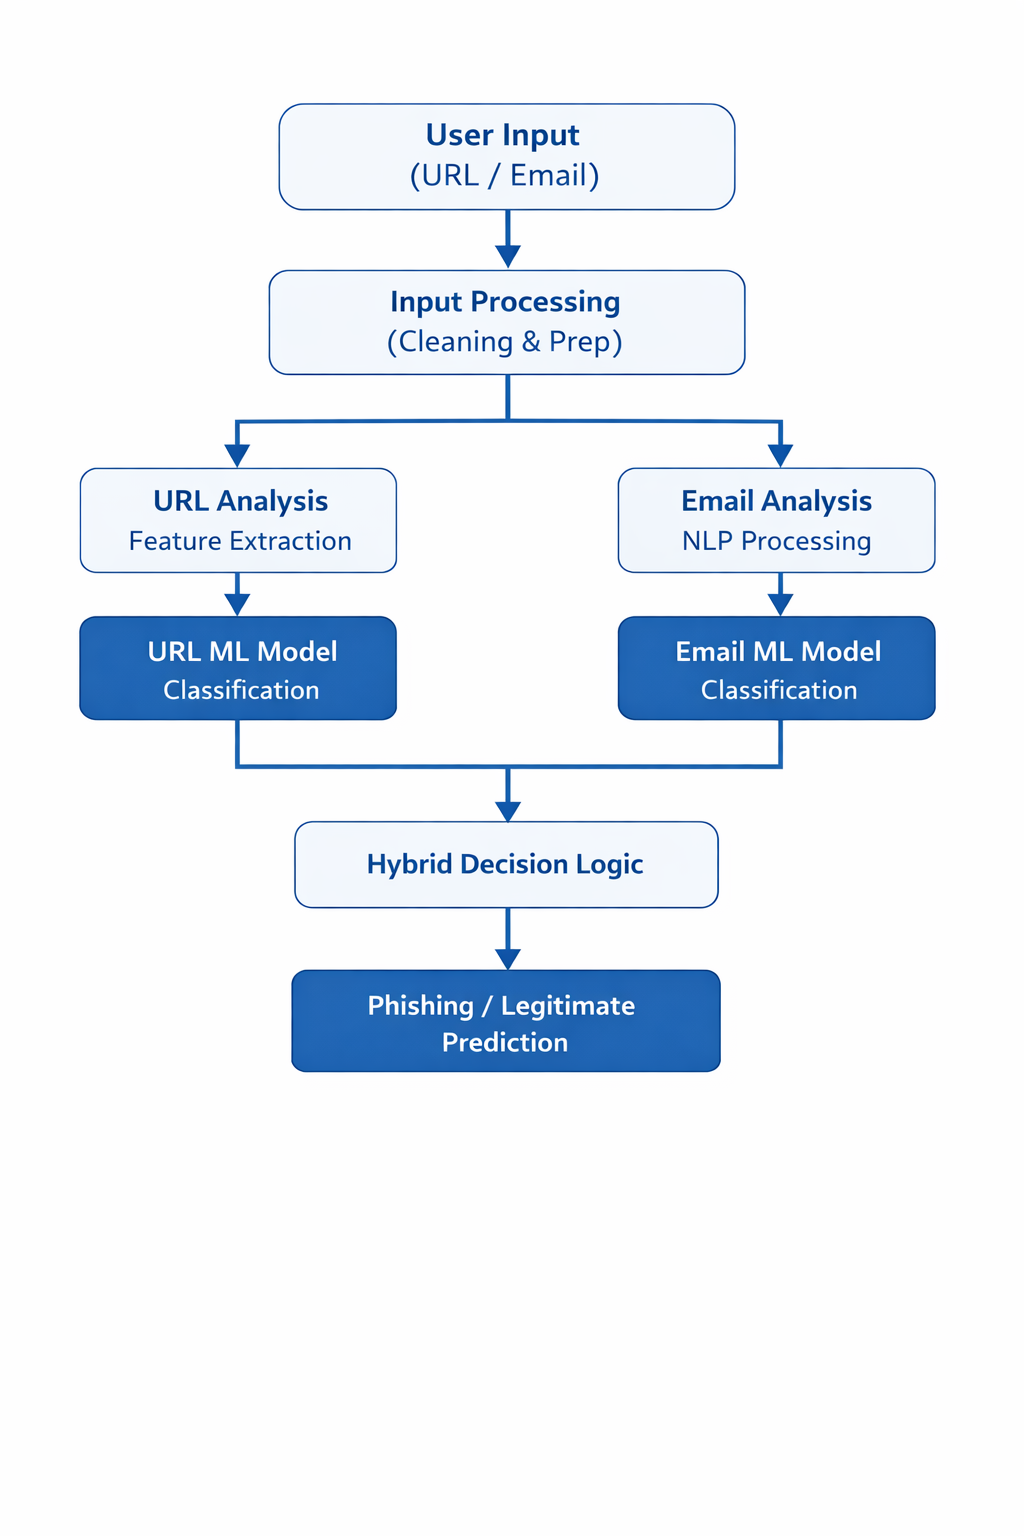 User Input
(URL / Email)
Input Processing
(Cleaning & Prep)
URL Analysis
Feature Extraction
Email Analysis
NLP Processing
URL ML Model
Classification
Email ML Model
Classification
Hybrid Decision Logic
Phishing / Legitimate
Prediction